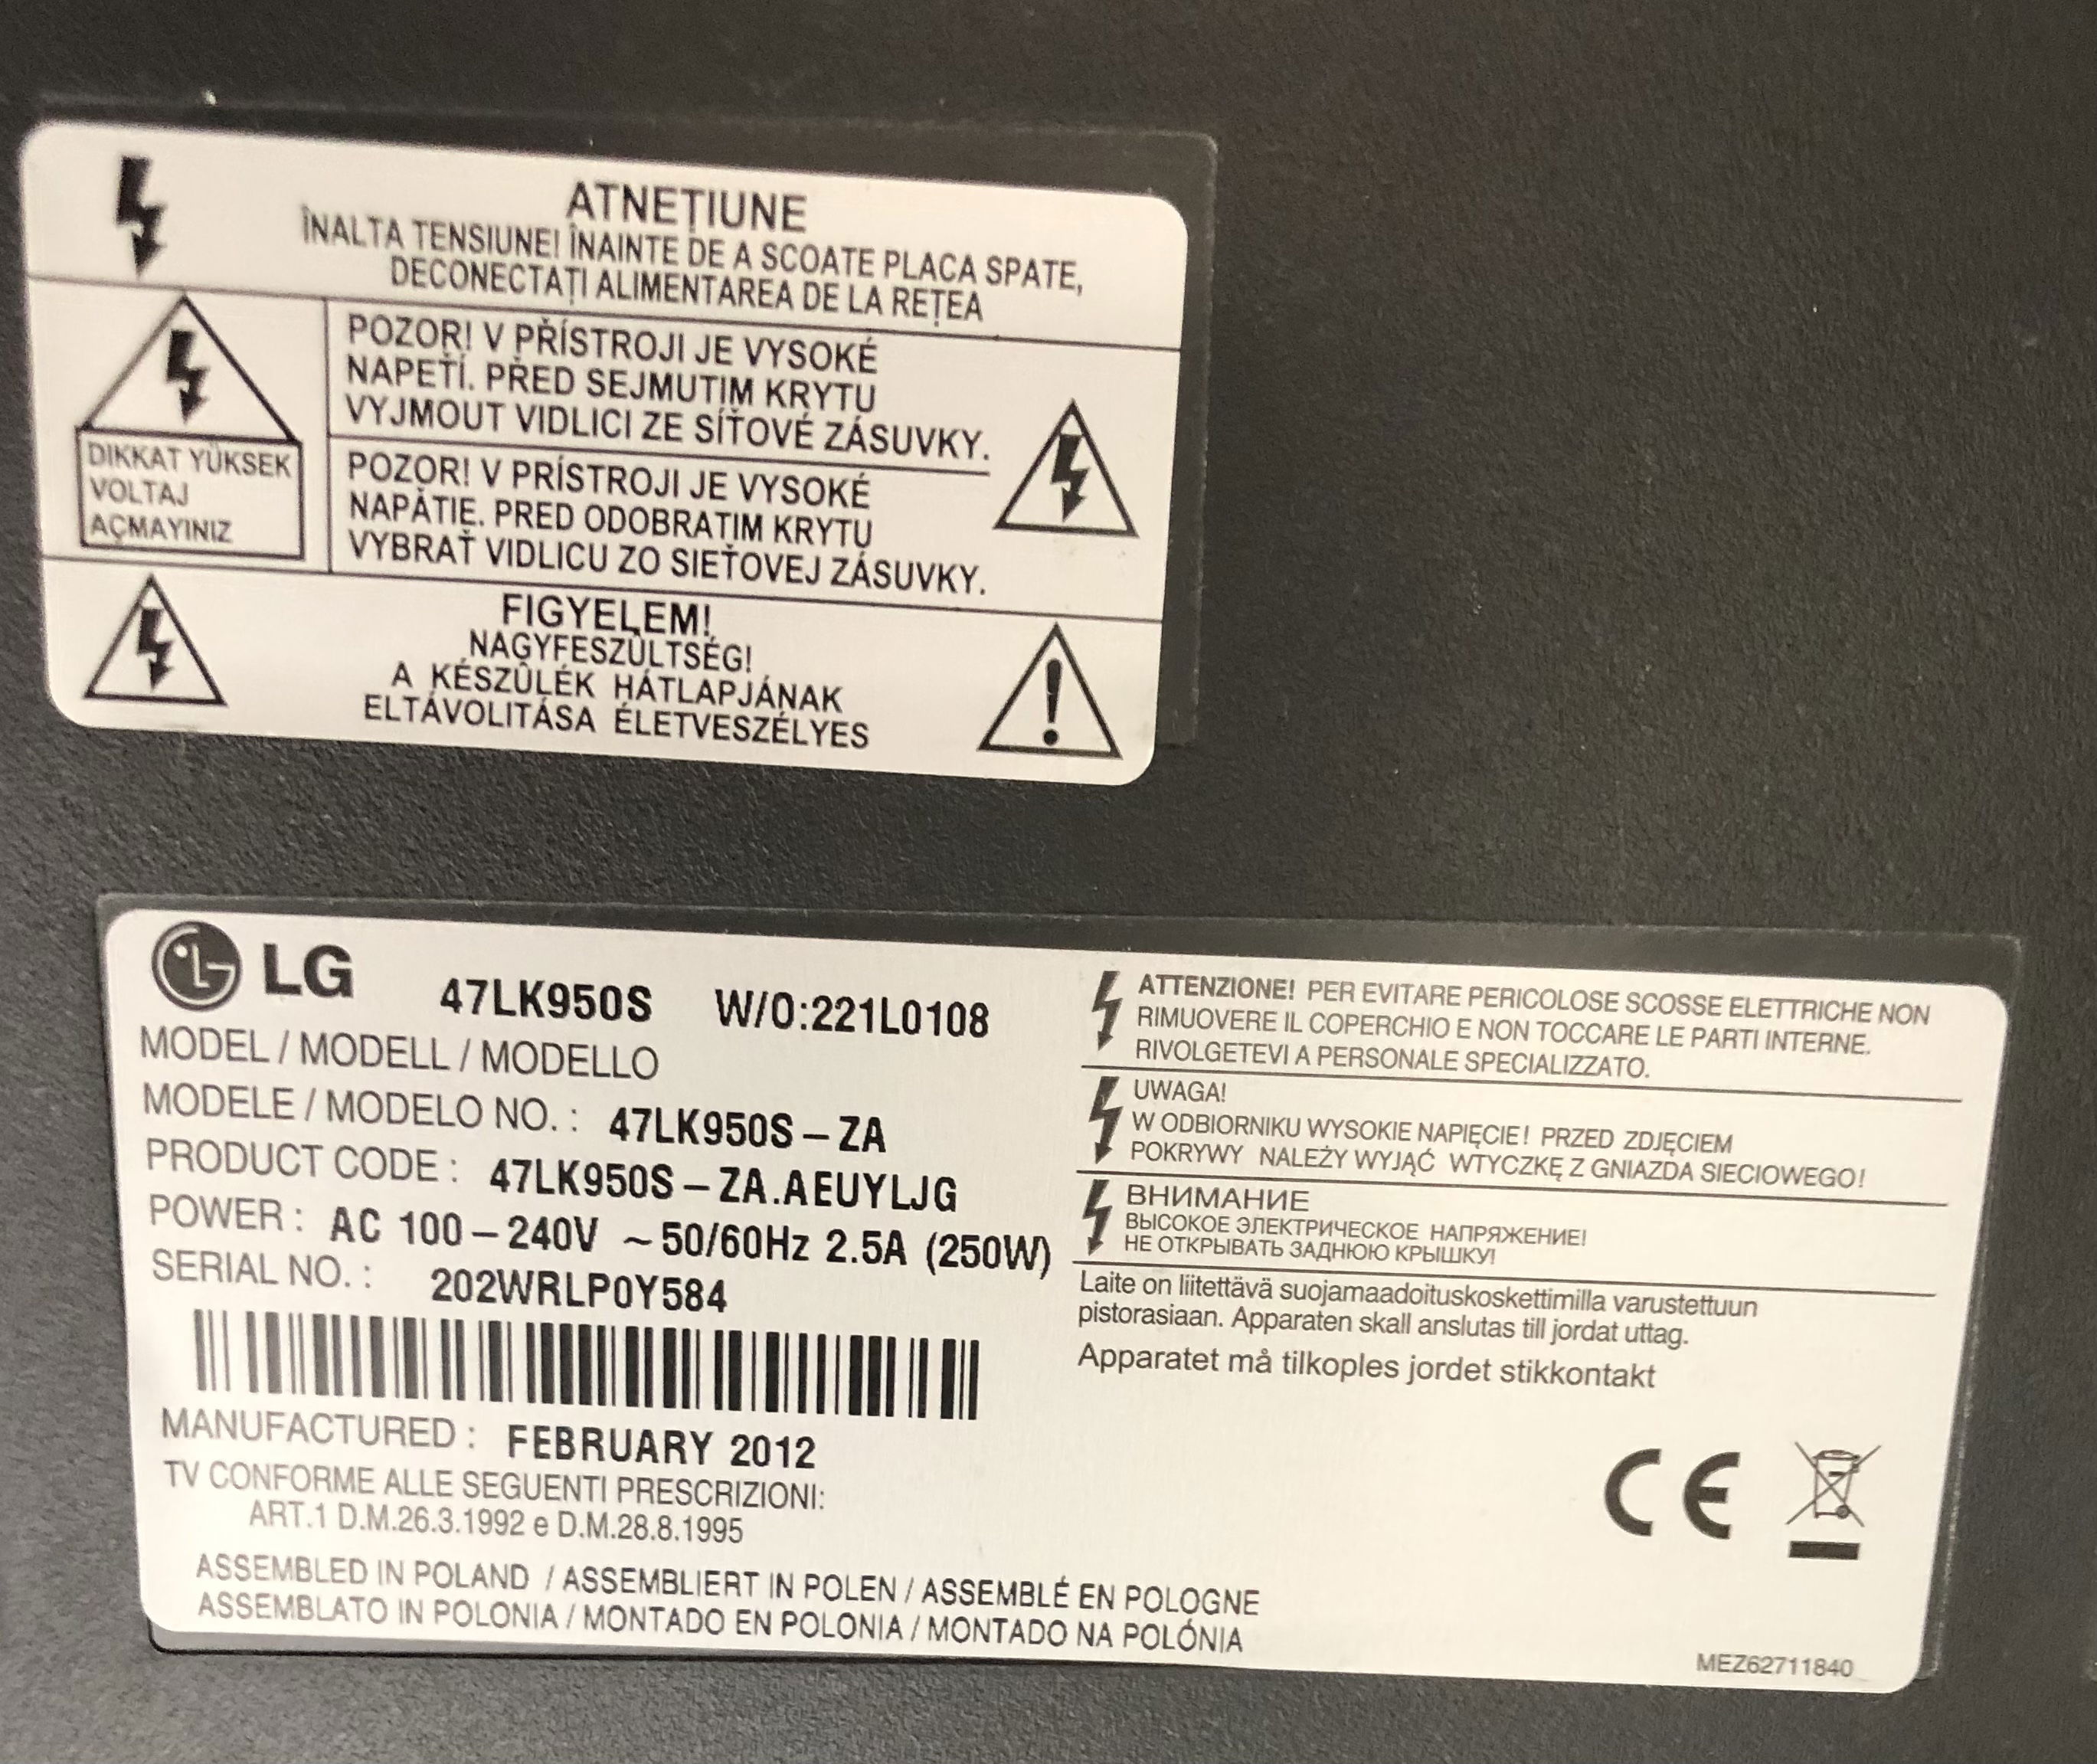 ATNEȚIUNE
ÎNALTA TENSIUNE! ÎNAINTE DE A SCOATE PLACA SPATE,
DECONECTAȚI ALIMENTAREA DE LA REȚEA
DIKKAT YÜKSEK
VOLTAJ
AÇMAYINIZ
POZOR! V PŘÍSTROJI JE VYSOKÉ
NAPEŤÍ. PŘED SEJMUTIM KRYTU
VYJMOUT VIDLICI ZE SÍŤOVÉ ZÁSUVKY.
POZOR! V PRÍSTROJI JE VYSOKÉ
NAPÄTIE. PRED ODOBRATIM KRYTU
VYBRAŤ VIDLICU ZO SIEŤOVEJ ZÁSUVKY.
FIGYELEM!
NAGYFESZÜLTSÉG!
A KÉSZÛLÉK HÁTLAPJÁNAK
ELTÁVOLITÁSA ÉLETVESZÉLYES
LG 47LK950S W/O:221L0108
MODEL / MODELL / MODELLO
MODELE / MODELO NO. : 47LK950S – ZA
PRODUCT CODE : 47LK950S – ZA.AEUYLJG
POWER : AC 100 – 240V ~ 50/60Hz 2.5A (250W)
SERIAL NO. : 202WRLP0Y584
MANUFACTURED : FEBRUARY 2012
TV CONFORME ALLE SEGUENTI PRESCRIZIONI:
ART.1 D.M.26.3.1992 e D.M.28.8.1995
ASSEMBLED IN POLAND / ASSEMBLIERT IN POLEN / ASSEMBLÉ EN POLOGNE
ASSEMBLATO IN POLONIA / MONTADO EN POLONIA / MONTADO NA POLÓNIA
ATTENZIONE! PER EVITARE PERICOLOSE SCOSSE ELETTRICHE NON
RIMUOVERE IL COPERCHIO E NON TOCCARE LE PARTI INTERNE.
RIVOLGETEVI A PERSONALE SPECIALIZZATO.
UWAGA!
W ODBIORNIKU WYSOKIE NAPIĘCIE! PRZED ZDJĘCIEM
POKRYWY NALEŻY WYJĄĆ WTYCZKĘ Z GNIAZDA SIECIOWEGO!
ВНИМАНИЕ
ВЫСОКОЕ ЭЛЕКТРИЧЕСКОЕ НАПРЯЖЕНИЕ!
НЕ ОТКРЫВАТЬ ЗАДНЮЮ КРЫШКУ!
Laite on liitettävä suojamaadoituskoskettimilla varustettuun
pistorasiaan. Apparaten skall anslutas till jordat uttag.
Apparatet må tilkoples jordet stikkontakt
CE
MEZ62711840